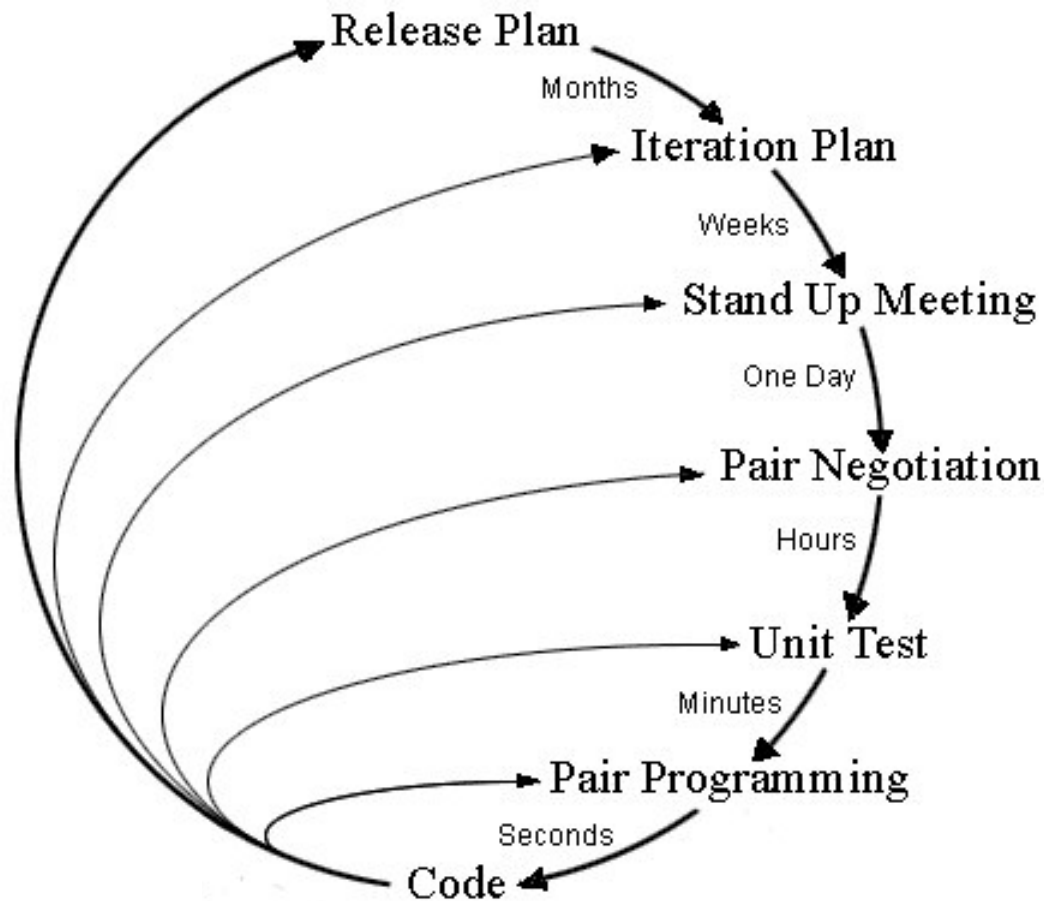 Release Plan
Months
Iteration Plan
Weeks
Stand Up Meeting
One Day
Pair Negotiation
Hours
Unit Test
Minutes
Pair Programming
Seconds
Code